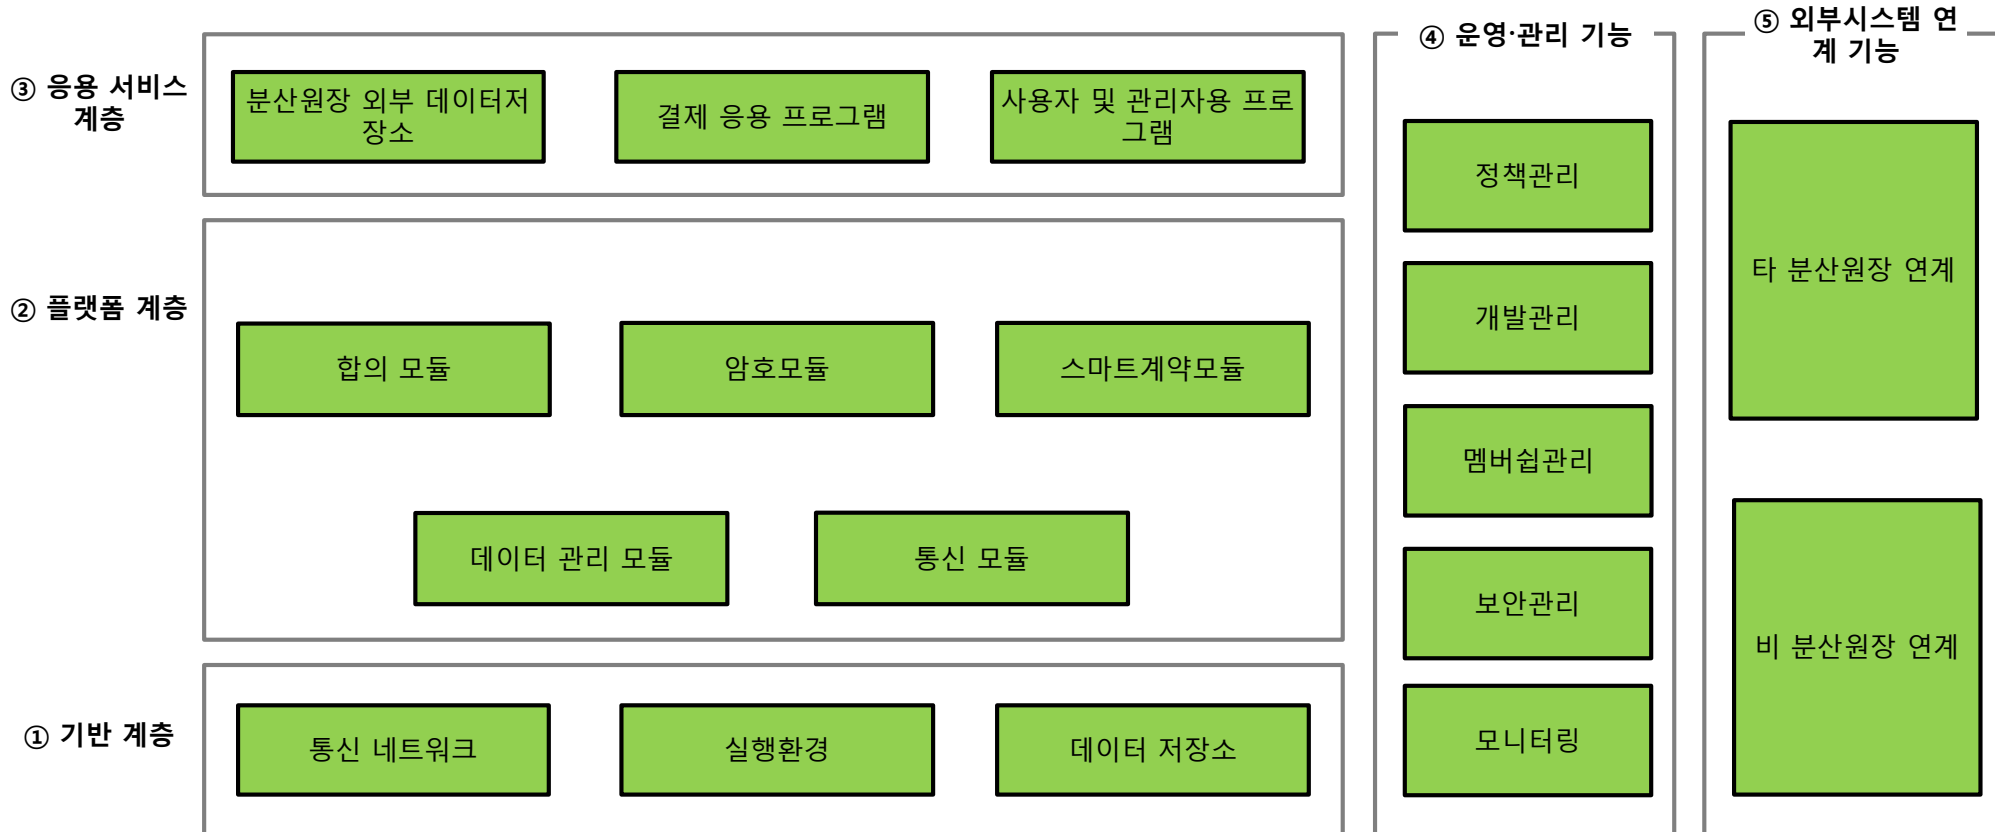 ③ 응용 서비스
계층
분산원장 외부 데이터저
장소
결제 응용 프로그램
사용자 및 관리자용 프로
그램
② 플랫폼 계층
합의 모듈
암호모듈
스마트계약모듈
데이터 관리 모듈
통신 모듈
① 기반 계층
통신 네트워크
실행환경
데이터 저장소
④ 운영·관리 기능
정책관리
개발관리
멤버쉽관리
보안관리
모니터링
⑤ 외부시스템 연
계 기능
타 분산원장 연계
비 분산원장 연계